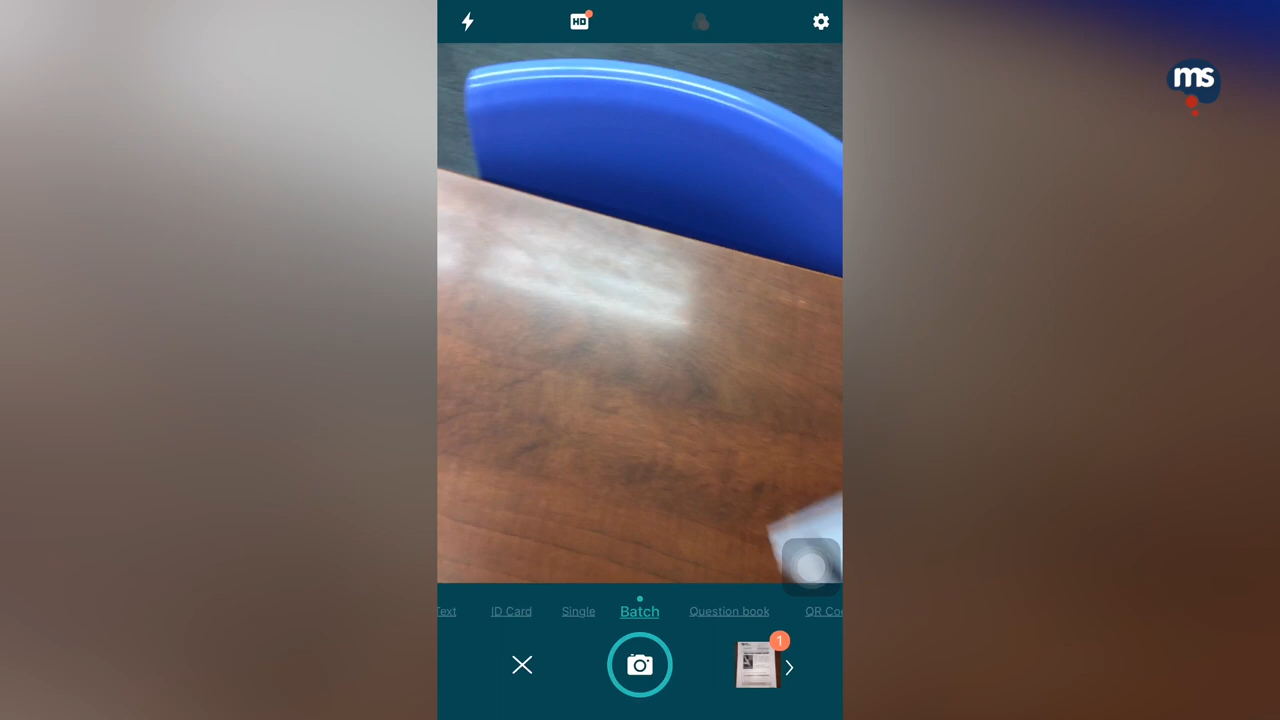 HD
ms
Text
ID Card
Single
Batch
Question book
QR Co
1